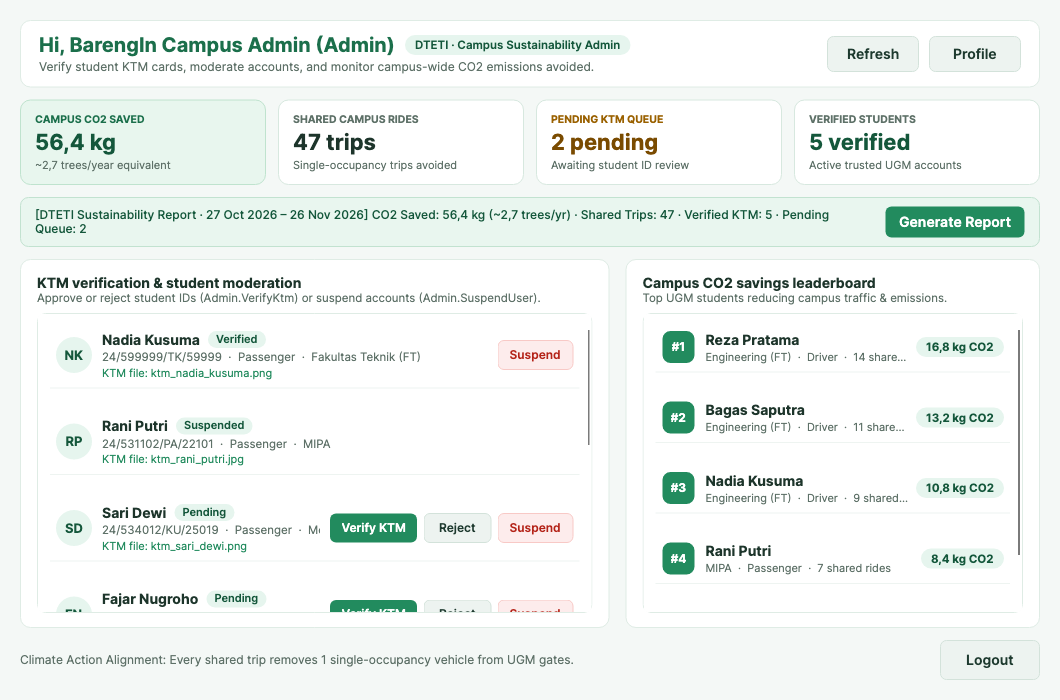 Hi, BarengIn Campus Admin (Admin) DTETI · Campus Sustainability Admin
Verify student KTM cards, moderate accounts, and monitor campus-wide CO2 emissions avoided.
Refresh
Profile
CAMPUS CO2 SAVED
56,4 kg
~2,7 trees/year equivalent
SHARED CAMPUS RIDES
47 trips
Single-occupancy trips avoided
PENDING KTM QUEUE
2 pending
Awaiting student ID review
VERIFIED STUDENTS
5 verified
Active trusted UGM accounts
[DTETI Sustainability Report · 27 Oct 2026 – 26 Nov 2026] CO2 Saved: 56,4 kg (~2,7 trees/yr) · Shared Trips: 47 · Verified KTM: 5 · Pending
Queue: 2
Generate Report
KTM verification & student moderation
Approve or reject student IDs (Admin.VerifyKtm) or suspend accounts (Admin.SuspendUser).
NK
Nadia Kusuma Verified
24/599999/TK/59999 · Passenger · Fakultas Teknik (FT)
KTM file: ktm_nadia_kusuma.png
Suspend
RP
Rani Putri Suspended
24/531102/PA/22101 · Passenger · MIPA
KTM file: ktm_rani_putri.jpg
SD
Sari Dewi Pending
24/534012/KU/25019 · Passenger ·
KTM file: ktm_sari_dewi.png
Verify KTM
Reject
Suspend
FN
Fajar Nugroho Pending
Verify KTM
Reject
Suspend
Campus CO2 savings leaderboard
Top UGM students reducing campus traffic & emissions.
#1
Reza Pratama
Engineering (FT) · Driver · 14 share...
16,8 kg CO2
#2
Bagas Saputra
Engineering (FT) · Driver · 11 share...
13,2 kg CO2
#3
Nadia Kusuma
Engineering (FT) · Driver · 9 shared...
10,8 kg CO2
#4
Rani Putri
MIPA · Passenger · 7 shared rides
8,4 kg CO2
Climate Action Alignment: Every shared trip removes 1 single-occupancy vehicle from UGM gates.
Logout